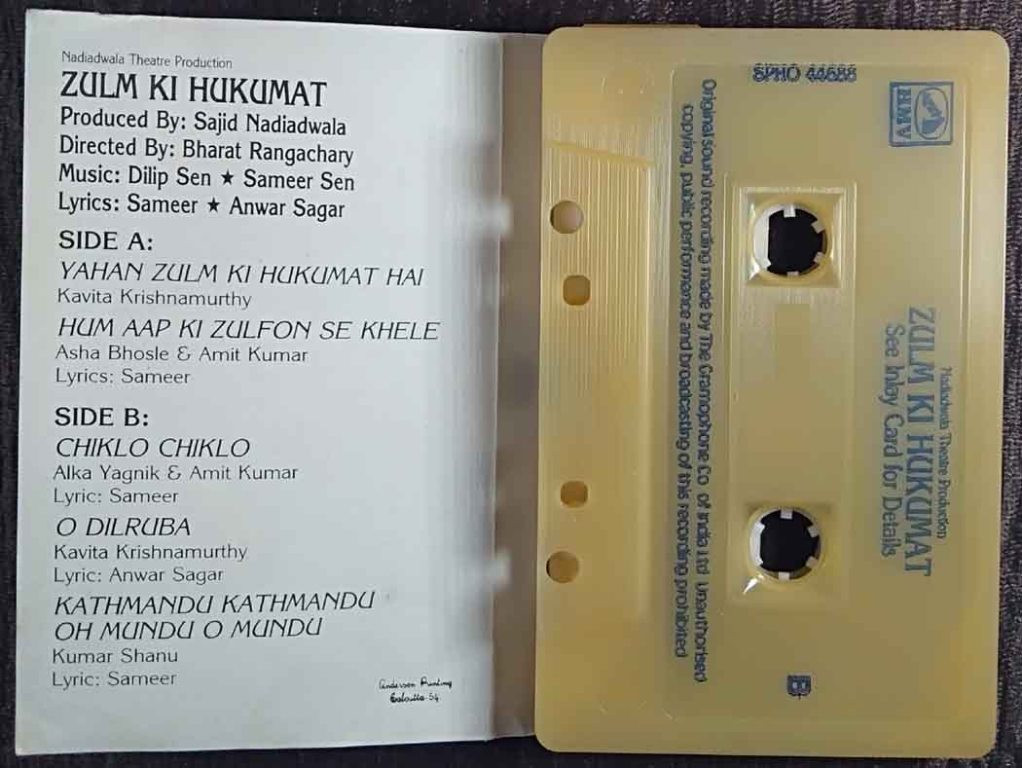 Nadiadwala Theatre Production
ZULM KI HUKUMAT
Produced By: Sajid Nadiadwala
Directed By: Bharat Rangachary
Music: Dilip Sen ★ Sameer Sen
Lyrics: Sameer ★ Anwar Sagar
SIDE A:
YAHAN ZULM KI HUKUMAT HAI
Kavita Krishnamurthy
HUM AAP KI ZULFON SE KHELE
Asha Bhosle & Amit Kumar
Lyrics: Sameer
SIDE B:
CHIKLO CHIKLO
Alka Yagnik & Amit Kumar
Lyric: Sameer
O DILRUBA
Kavita Krishnamurthy
Lyric: Anwar Sagar
KATHMANDU KATHMANDU
OH MUNDU O MUNDU
Kumar Shanu
Lyric: Sameer
Anderson Printing
Calcutta-54
SPHO 44686
HMV
Nadiadwala Theatre Production
ZULM KI HUKUMAT
See Inlay Card for Details
Original sound recording made by The Gramophone Co. of India Ltd Unauthorised
copying, public performance and broadcasting of this recording prohibited
B